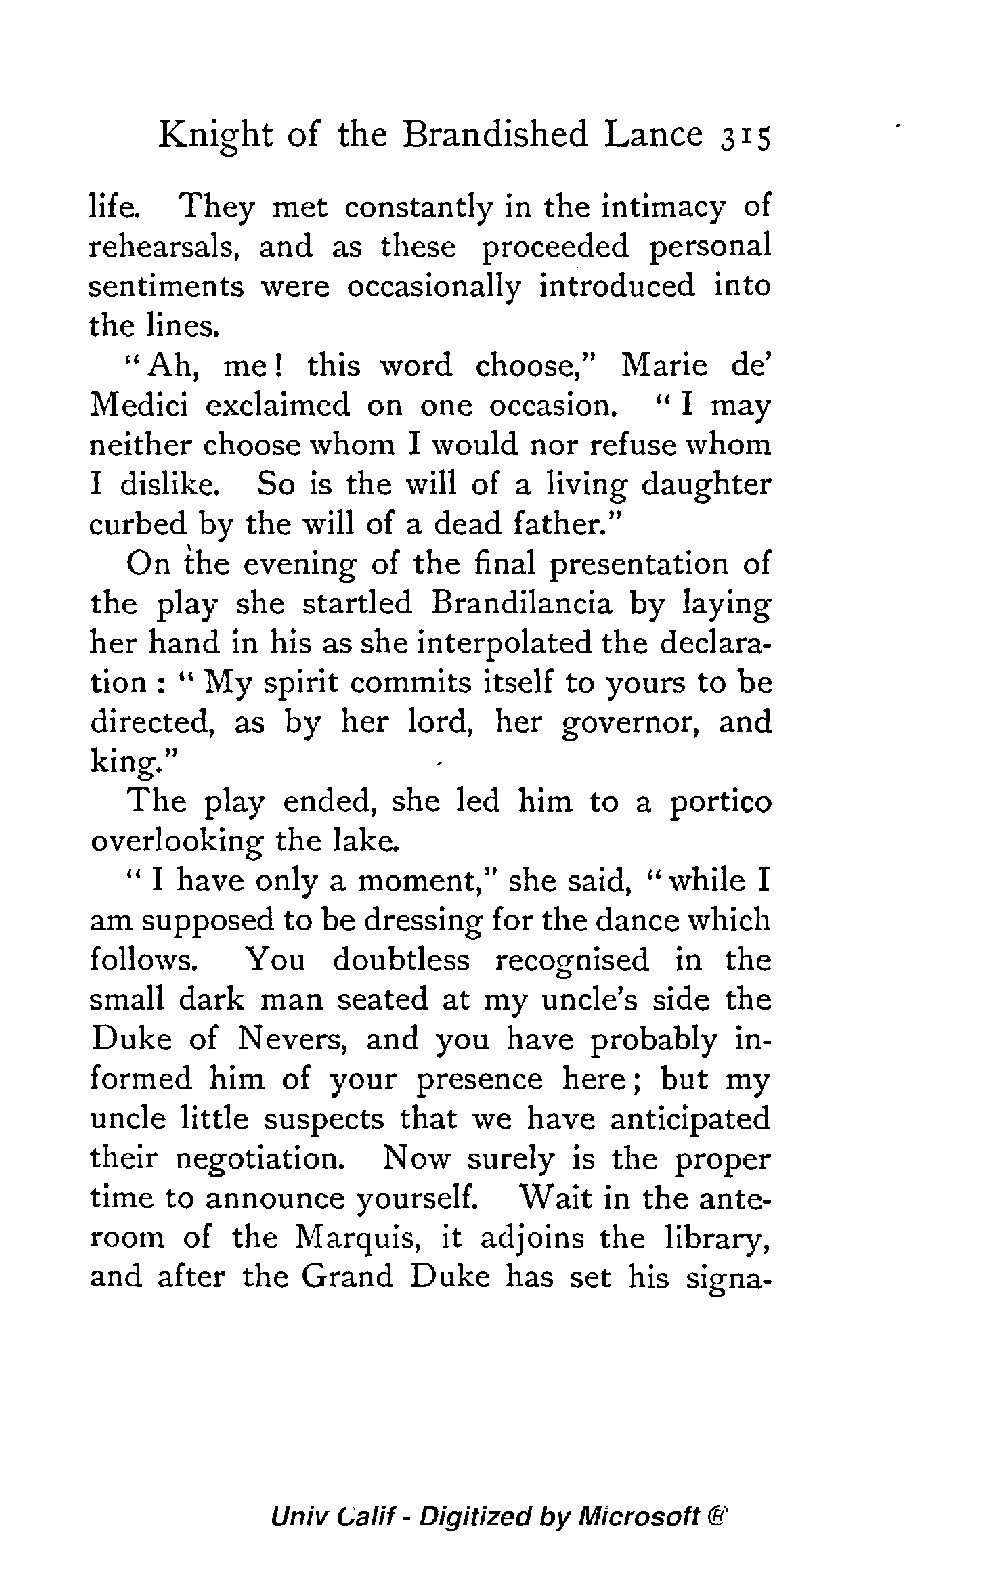 Knight of the Brandished Lance 315
life. They met constantly in the intimacy of
rehearsals, and as these proceeded personal
sentiments were occasionally introduced into
the lines.
"Ah, me! this word choose," Marie de'
Medici exclaimed on one occasion. "I may
neither choose whom I would nor refuse whom
I dislike. So is the will of a living daughter
curbed by the will of a dead father."
On the evening of the final presentation of
the play she startled Brandilancia by laying
her hand in his as she interpolated the declara-
tion: "My spirit commits itself to yours to be
directed, as by her lord, her governor, and
king."
The play ended, she led him to a portico
overlooking the lake.
"I have only a moment," she said, "while I
am supposed to be dressing for the dance which
follows. You doubtless recognised in the
small dark man seated at my uncle's side the
Duke of Nevers, and you have probably in-
formed him of your presence here; but my
uncle little suspects that we have anticipated
their negotiation. Now surely is the proper
time to announce yourself. Wait in the ante-
room of the Marquis, it adjoins the library,
and after the Grand Duke has set his signa-
Univ Calif - Digitized by Microsoft ®